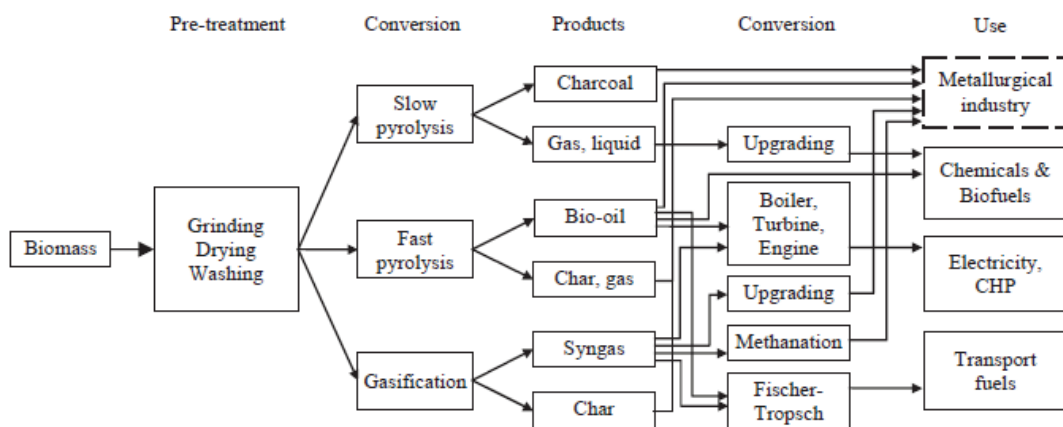 Pre-treatment Conversion Products Conversion Use
Slow
pyrolysis
Charcoal
Metallurgical
industry
Gas, liquid
Upgrading
Chemicals &
Biofuels
Biomass
Grinding
Drying
Washing
Fast
pyrolysis
Bio-oil
Boiler,
Turbine,
Engine
Char, gas
Electricity,
CHP
Upgrading
Gasification
Syngas
Methanation
Transport
fuels
Char
Fischer-
Tropsch